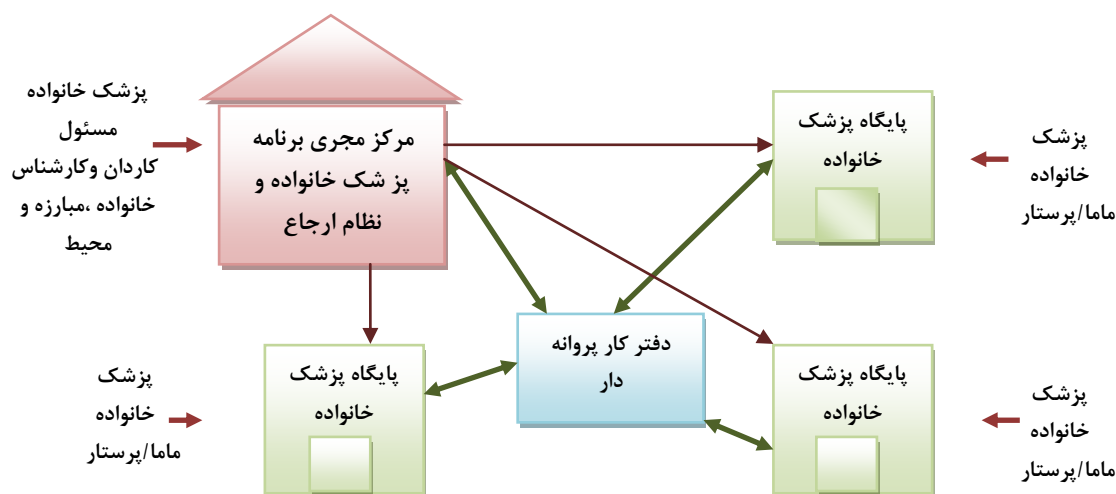 پزشک خانواده
مسئول
کاردان وکارشناس
خانواده ،مبارزه و
محیط
مرکز مجری برنامه
پز شک خانواده و
نظام ارجاع
پایگاه پزشک
خانواده
پزشک
خانواده
ماما/پرستار
دفتر کار پروانه
دار
پزشک
خانواده
ماما/پرستار
پایگاه پزشک
خانواده
پایگاه پزشک
خانواده
پزشک
خانواده
ماما/پرستار